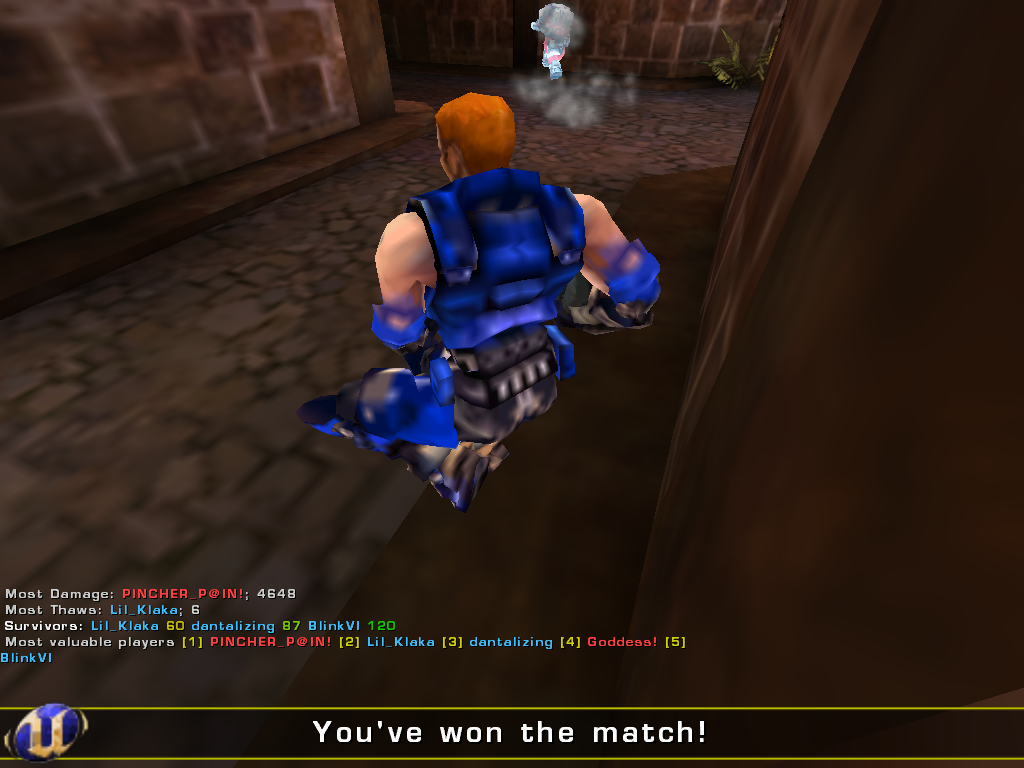 Most Damage: PINCHER_P@IN!; 4648
Most Thaws: Lil_Klaka; 6
Survivors: Lil_Klaka 60 dantalizing 87 BlinkVI 120
Most valuable players [1] PINCHER_P@IN! [2] Lil_Klaka [3] dantalizing [4] Goddess! [5]
BlinkVI
U
You've won the match!